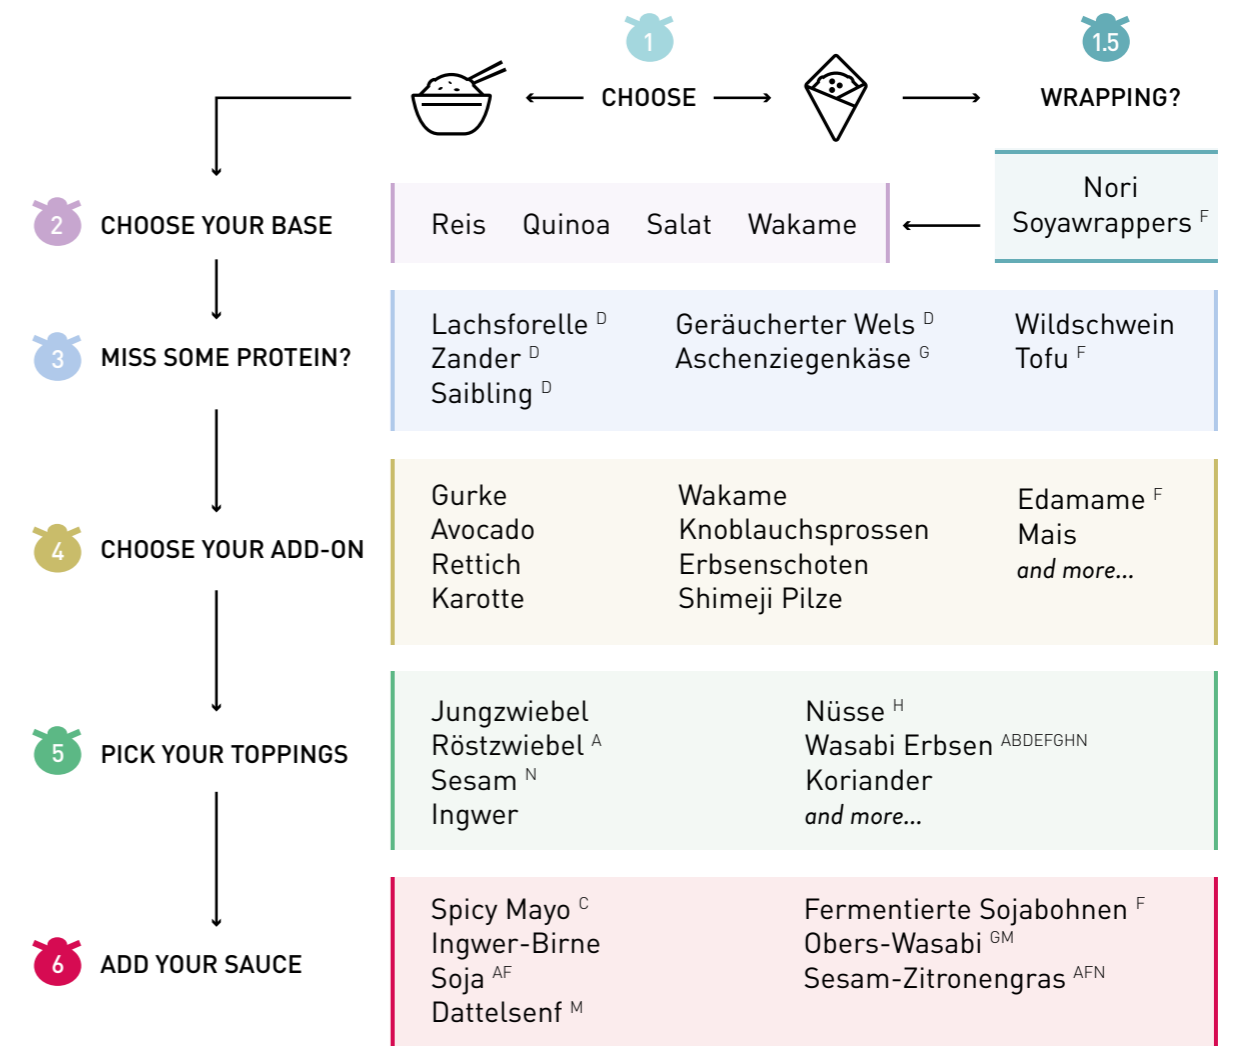 1
CHOOSE
1.5
WRAPPING?
Nori
Soyawrappers F
2
CHOOSE YOUR BASE
Reis Quinoa Salat Wakame
3
MISS SOME PROTEIN?
Lachsforelle D
Zander D
Saibling D
Geräucherter Wels D
Aschenziegenkäse G
Wildschwein
Tofu F
4
CHOOSE YOUR ADD-ON
Gurke
Avocado
Rettich
Karotte
Wakame
Knoblauchsprossen
Erbsenschoten
Shimeji Pilze
Edamame F
Mais
and more...
5
PICK YOUR TOPPINGS
Jungzwiebel
Röstzwiebel A
Sesam N
Ingwer
Nüsse H
Wasabi Erbsen ABDEFGHN
Koriander
and more...
6
ADD YOUR SAUCE
Spicy Mayo C
Ingwer-Birne
Soja AF
Dattelsenf M
Fermentierte Sojabohnen F
Obers-Wasabi GM
Sesam-Zitronengras AFN